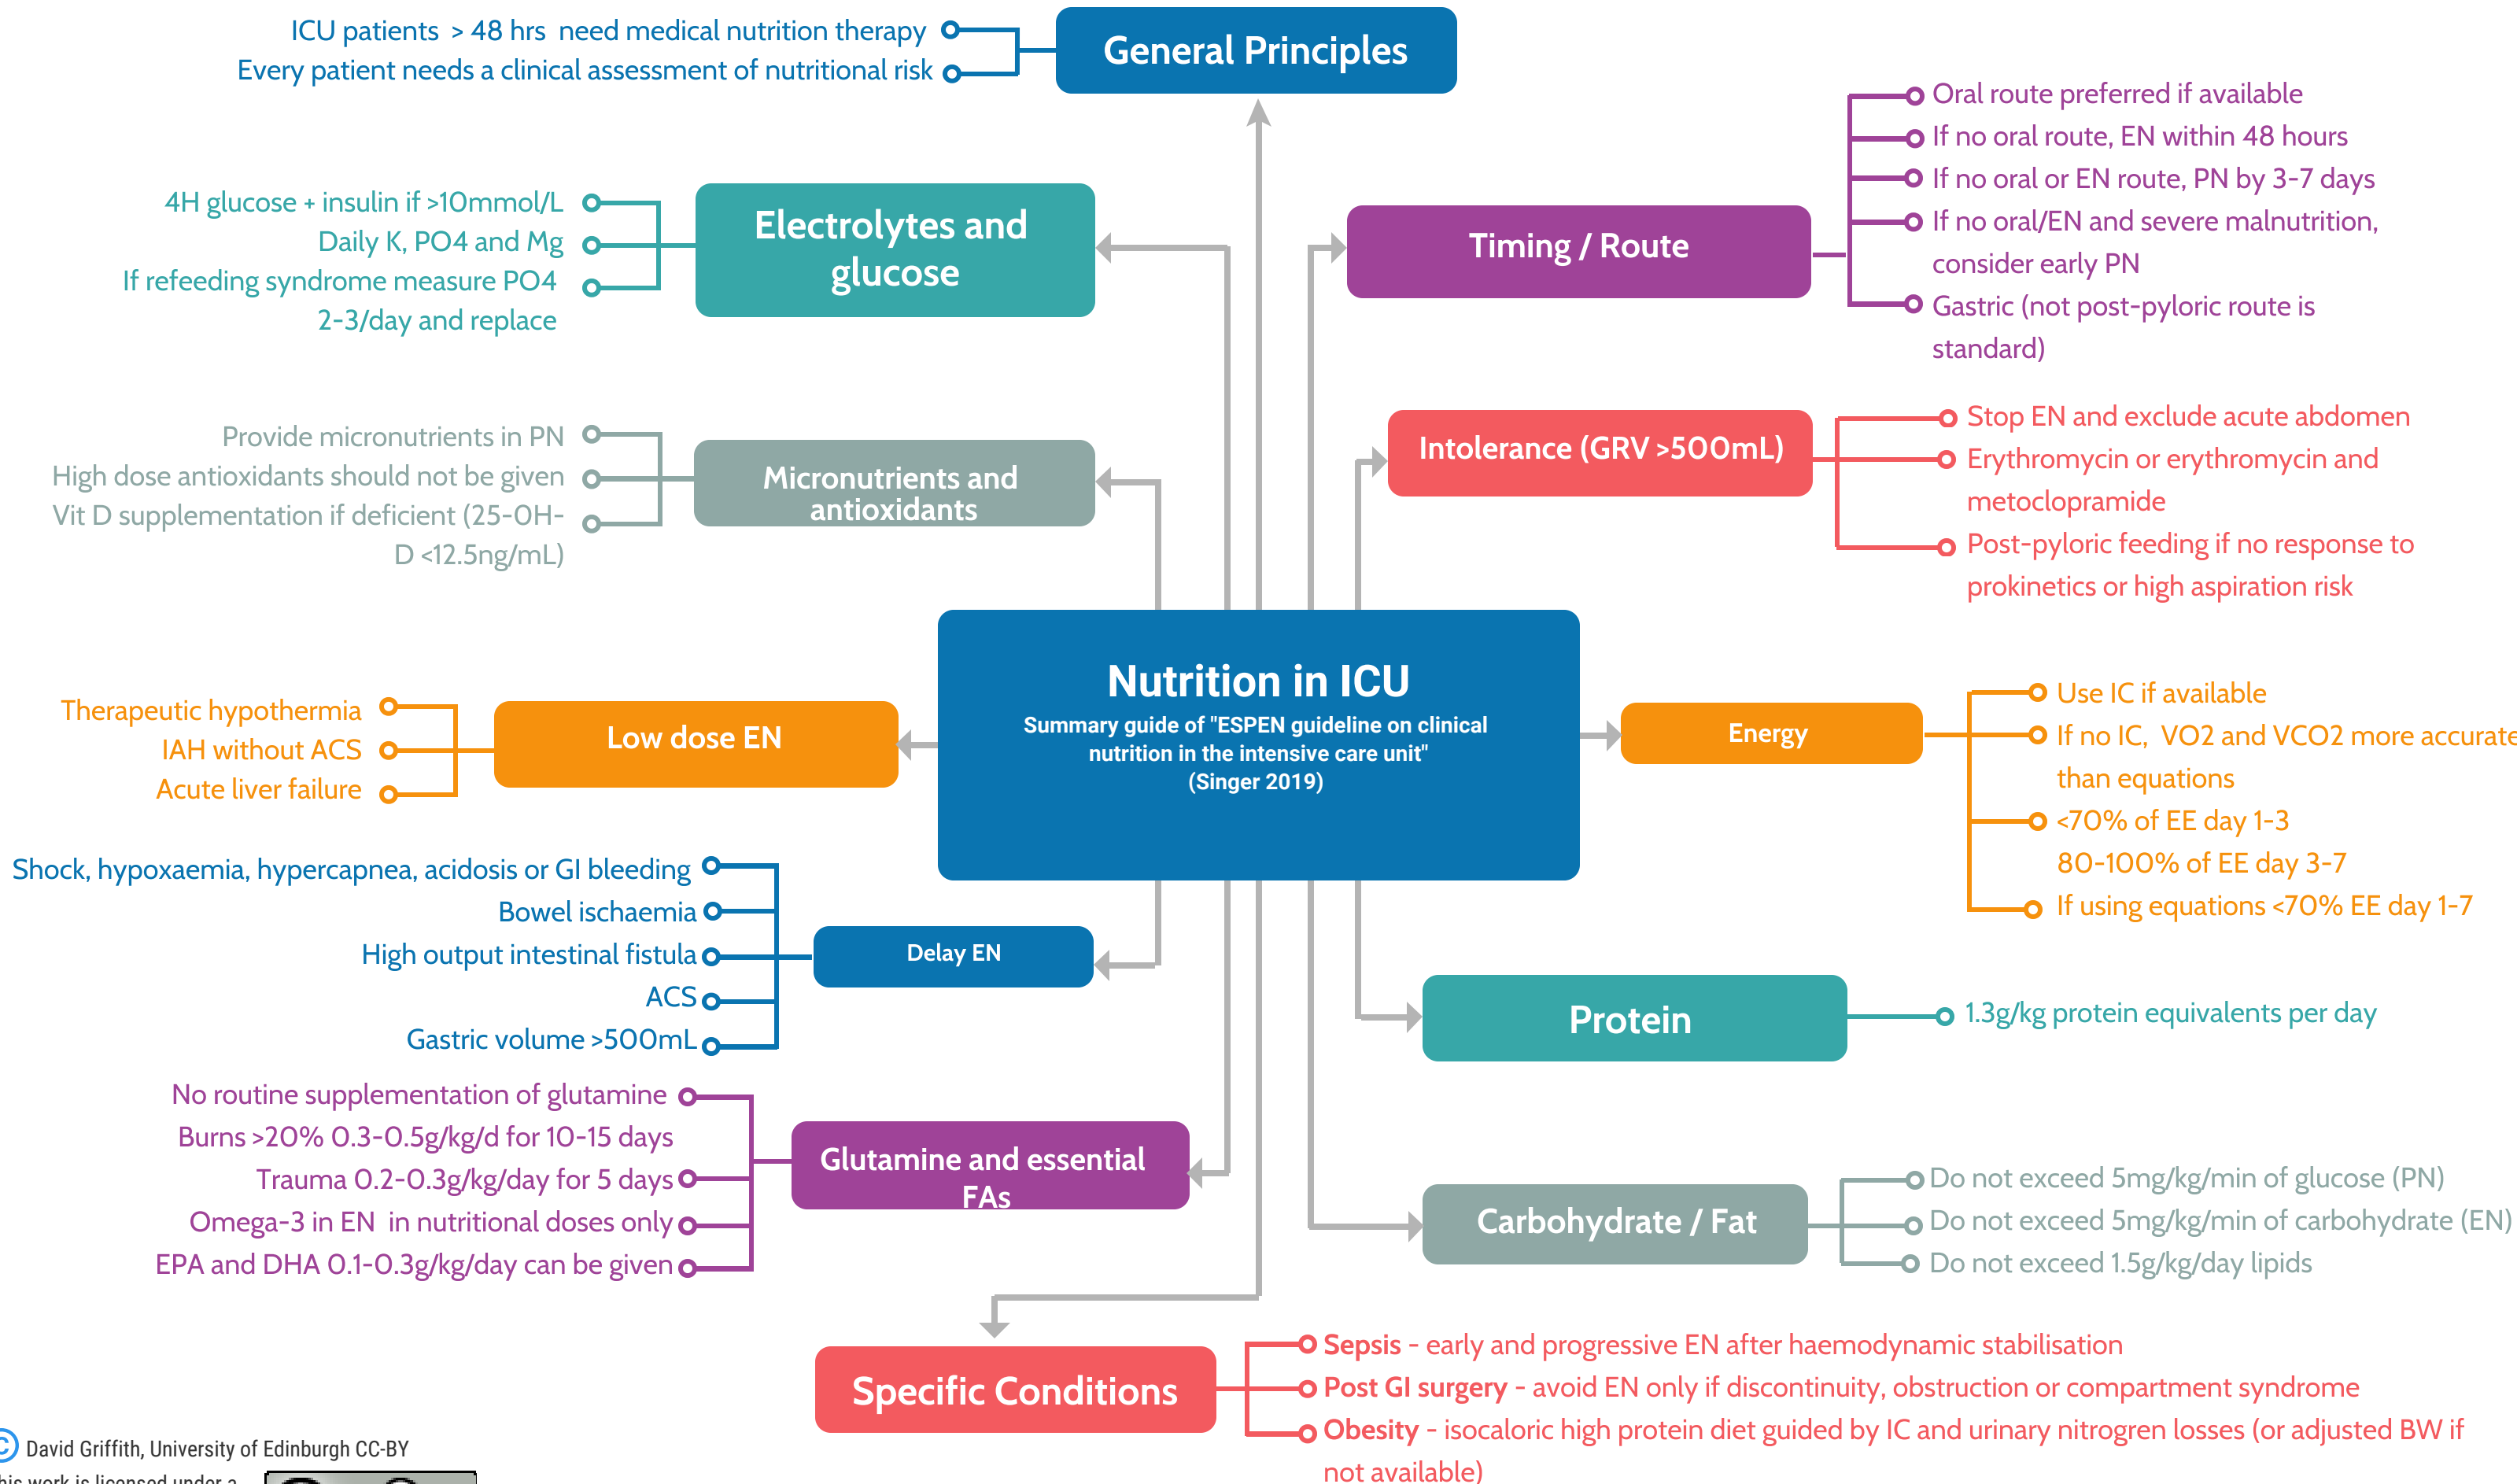 General Principles
ICU patients > 48 hrs need medical nutrition therapy
Every patient needs a clinical assessment of nutritional risk
Electrolytes and
glucose
4H glucose + insulin if >10mmol/L
Daily K, PO4 and Mg
If refeeding syndrome measure PO4
2-3/day and replace
Timing / Route
Oral route preferred if available
If no oral route, EN within 48 hours
If no oral or EN route, PN by 3-7 days
If no oral/EN and severe malnutrition,
consider early PN
Gastric (not post-pyloric route is
standard)
Micronutrients and
antioxidants
Provide micronutrients in PN
High dose antioxidants should not be given
Vit D supplementation if deficient (25-0H-
D <12.5ng/mL)
Intolerance (GRV >500mL)
Stop EN and exclude acute abdomen
Erythromycin or erythromycin and
metoclopramide
Post-pyloric feeding if no response to
prokinetics or high aspiration risk
Nutrition in ICU
Summary guide of "ESPEN guideline on clinical
nutrition in the intensive care unit"
(Singer 2019)
Low dose EN
Therapeutic hypothermia
IAH without ACS
Acute liver failure
Energy
Use IC if available
If no IC, VO2 and VCO2 more accurate
than equations
<70% of EE day 1-3
80-100% of EE day 3-7
If using equations <70% EE day 1-7
Delay EN
Shock, hypoxaemia, hypercapnea, acidosis or GI bleeding
Bowel ischaemia
High output intestinal fistula
ACS
Gastric volume >500mL
Protein
1.3g/kg protein equivalents per day
Glutamine and essential
FAs
No routine supplementation of glutamine
Burns >20% 0.3-0.5g/kg/d for 10-15 days
Trauma 0.2-0.3g/kg/day for 5 days
Omega-3 in EN in nutritional doses only
EPA and DHA 0.1-0.3g/kg/day can be given
Carbohydrate / Fat
Do not exceed 5mg/kg/min of glucose (PN)
Do not exceed 5mg/kg/min of carbohydrate (EN)
Do not exceed 1.5g/kg/day lipids
Specific Conditions
Sepsis - early and progressive EN after haemodynamic stabilisation
Post GI surgery - avoid EN only if discontinuity, obstruction or compartment syndrome
Obesity - isocaloric high protein diet guided by IC and urinary nitrogren losses (or adjusted BW if
not available)
© David Griffith, University of Edinburgh CC-BY
his work is licensed under a